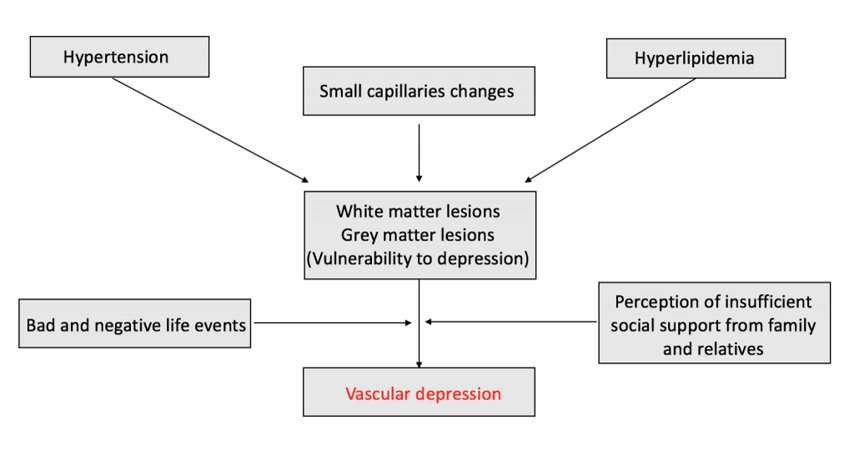 Hypertension
Small capillaries changes
Hyperlipidemia
White matter lesions
Grey matter lesions
(Vulnerability to depression)
Bad and negative life events
Perception of insufficient
social support from family
and relatives
Vascular depression